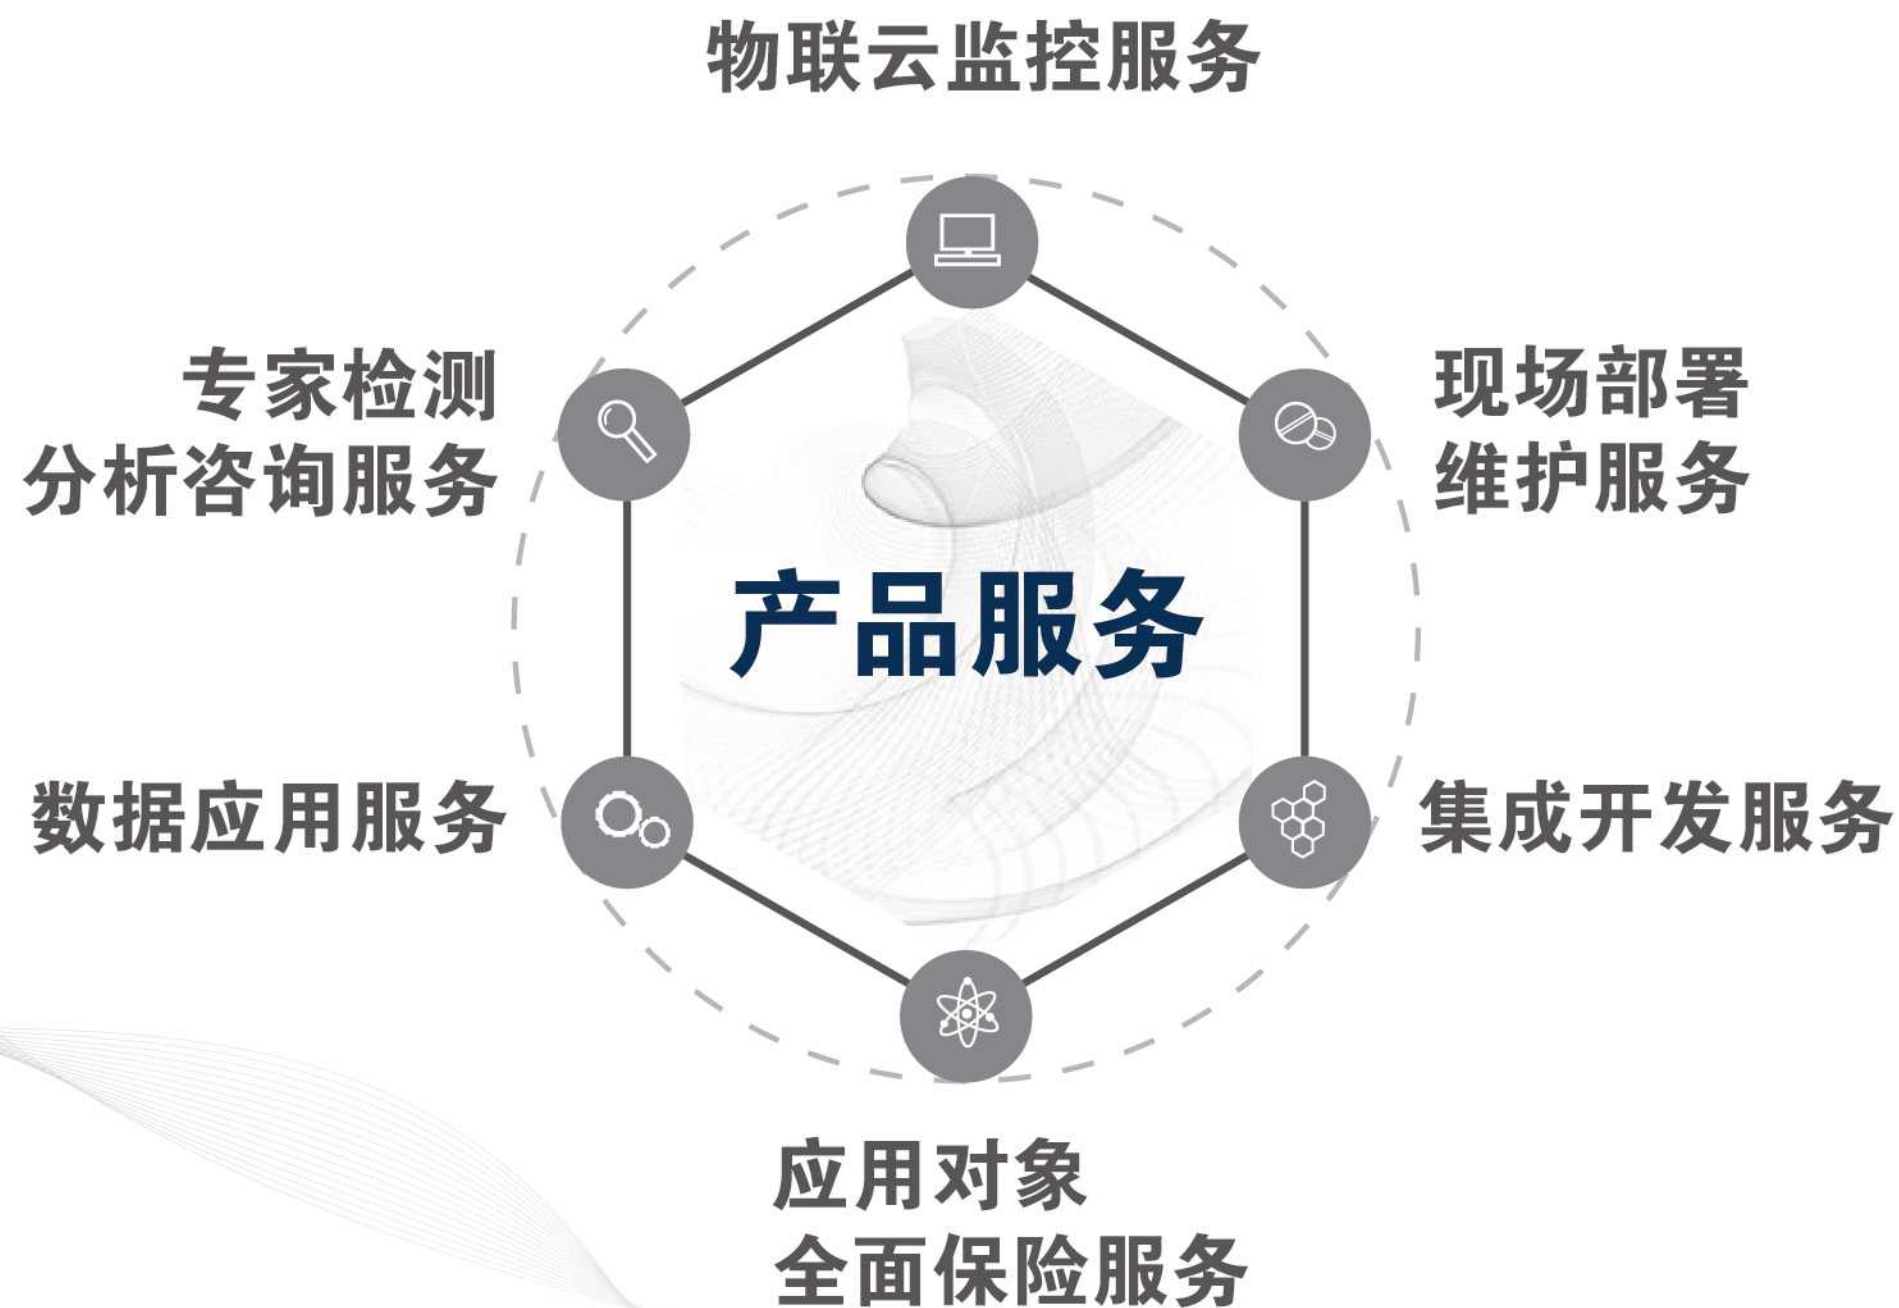 物联云监控服务
专家检测
分析咨询服务
现场部署
维护服务
产品服务
数据应用服务
集成开发服务
应用对象
全面保险服务